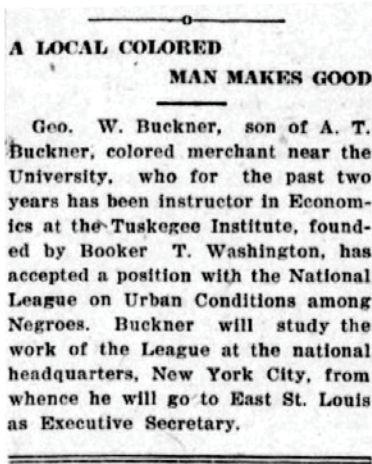 A LOCAL COLORED
MAN MAKES GOOD
Geo. W. Buckner, son of A. T.
Buckner, colored merchant near the
University, who for the past two
years has been instructor in Econom-
ics at the Tuskegee Institute, found-
ed by Booker T. Washington, has
accepted a position with the National
League on Urban Conditions among
Negroes. Buckner will study the
work of the League at the national
headquarters, New York City, from
whence he will go to East St. Louis
as Executive Secretary.